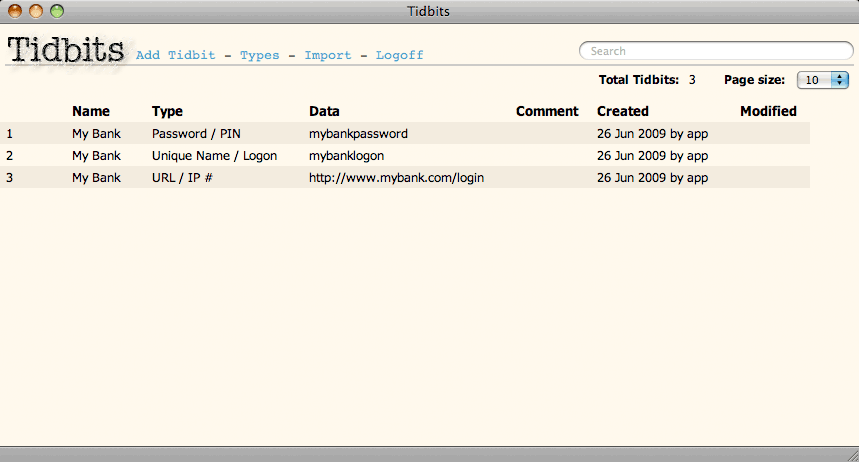 Tidbits
Tidbits Add Tidbit - Types - Import - Logoff Search
Total Tidbits: 3 Page size: 10
Name Type Data Comment Created Modified
1 My Bank Password / PIN mybankpassword 26 Jun 2009 by app
2 My Bank Unique Name / Logon mybanklogon 26 Jun 2009 by app
3 My Bank URL / IP # http://www.mybank.com/login 26 Jun 2009 by app